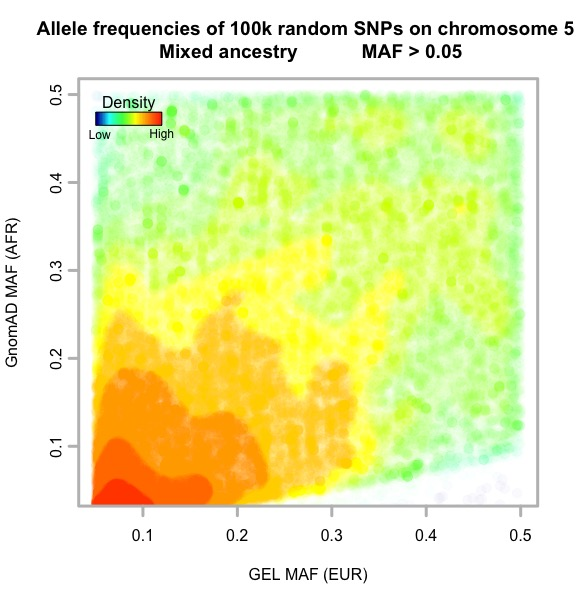 Allele frequencies of 100k random SNPs on chromosome 5
Mixed ancestry MAF > 0.05
Density
Low High
0.5
0.4
0.3
0.2
0.1
GnomAD MAF (AFR)
0.1 0.2 0.3 0.4 0.5
GEL MAF (EUR)